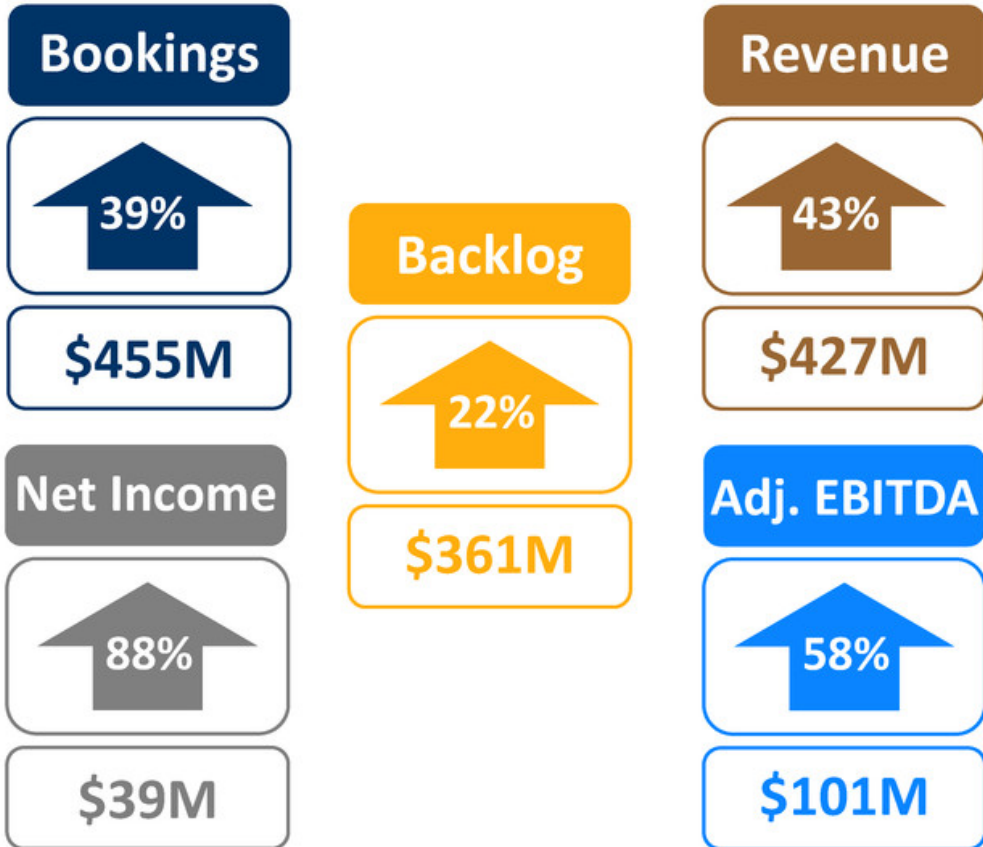 Bookings
39%
$455M
Net Income
88%
$39M
Backlog
22%
$361M
Revenue
43%
$427M
Adj. EBITDA
58%
$101M